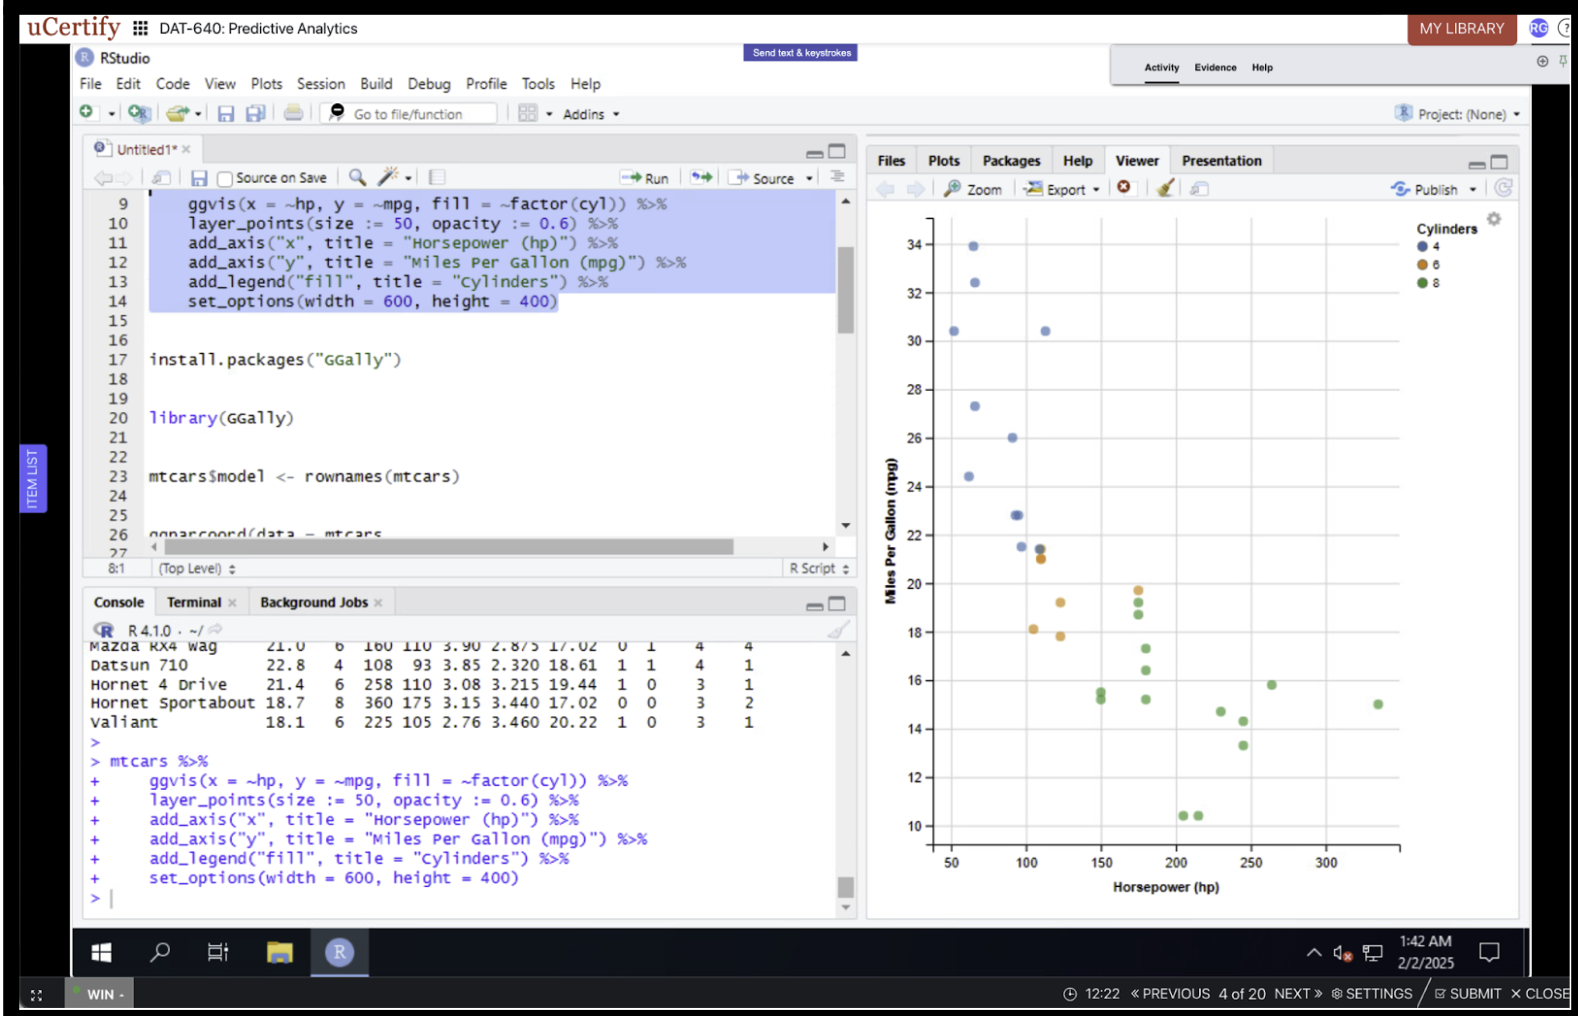 uCertify DAT-640: Predictive Analytics MY LIBRARY RG ?
RStudio
Send text & keystrokes
Activity Evidence Help
File Edit Code View Plots Session Build Debug Profile Tools Help
Go to file/function Addins Project: (None)
Untitled1*
Source on Save Run Source
9 ggvis(x = ~hp, y = ~mpg, fill = ~factor(cyl)) %>%
10 layer_points(size := 50, opacity := 0.6) %>%
11 add_axis("x", title = "Horsepower (hp)") %>%
12 add_axis("y", title = "Miles Per Gallon (mpg)") %>%
13 add_legend("fill", title = "Cylinders") %>%
14 set_options(width = 600, height = 400)
15
16
17 install.packages("GGally")
18
19
20 library(GGally)
21
22
23 mtcars$model <- rownames(mtcars)
24
25
26 ggparcoord(data = mtcars
27
8:1 (Top Level) R Script
Console Terminal Background Jobs
R 4.1.0 · ~/
Mazda RX4 Wag 21.0 6 160 110 3.90 2.875 17.02 0 1 4 4
Datsun 710 22.8 4 108 93 3.85 2.320 18.61 1 1 4 1
Hornet 4 Drive 21.4 6 258 110 3.08 3.215 19.44 1 0 3 1
Hornet Sportabout 18.7 8 360 175 3.15 3.440 17.02 0 0 3 2
Valiant 18.1 6 225 105 2.76 3.460 20.22 1 0 3 1
>
> mtcars %>%
+ ggvis(x = ~hp, y = ~mpg, fill = ~factor(cyl)) %>%
+ layer_points(size := 50, opacity := 0.6) %>%
+ add_axis("x", title = "Horsepower (hp)") %>%
+ add_axis("y", title = "Miles Per Gallon (mpg)") %>%
+ add_legend("fill", title = "Cylinders") %>%
+ set_options(width = 600, height = 400)
>
Files Plots Packages Help Viewer Presentation
Zoom Export Publish
Cylinders
4
6
8
34
32
30
28
26
24
22
20
18
16
14
12
10
Miles Per Gallon (mpg)
50 100 150 200 250 300
Horsepower (hp)
ITEM LIST
1:42 AM
2/2/2025
WIN - 12:22 « PREVIOUS 4 of 20 NEXT » SETTINGS SUBMIT × CLOSE